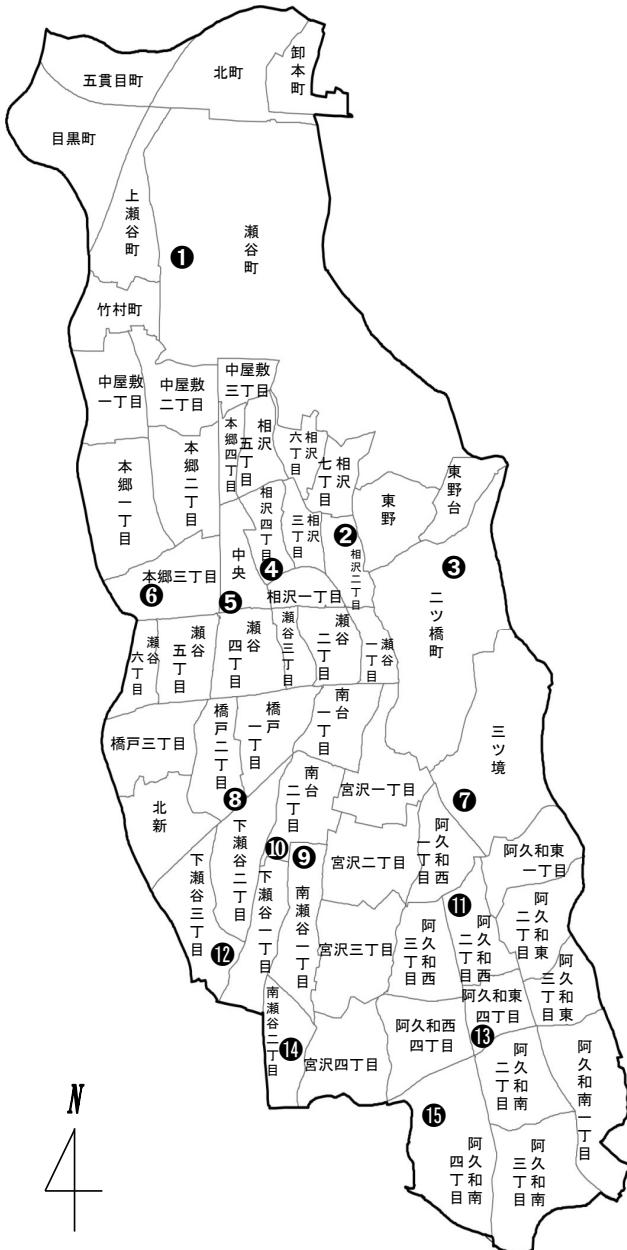 五貫目町
北町
卸本町
目黒町
上瀬谷町
瀬谷町
❶
竹村町
中屋敷
一丁目
中屋敷
二丁目
中屋敷
三丁目
本郷四丁目
相沢
五丁目
相沢
六丁目
相沢
七丁目
本郷一丁目
本郷二丁目
東野
東野台
相沢四丁目
相沢
三丁目
❷
相沢二丁目
中央
❹
❸
二ツ橋町
本郷三丁目
❻
❺
相沢一丁目
瀬谷
六丁目
瀬谷
五丁目
瀬谷
四丁目
瀬谷三丁目
瀬谷
二丁目
瀬谷
一丁目
橋戸三丁目
橋戸二丁目
橋戸
一丁目
南台
一丁目
三ツ境
北新
❽
南台
二丁目
宮沢一丁目
❼
下瀬谷三丁目
下瀬谷二丁目
❿
❾
下瀬谷一丁目
南瀬谷一丁目
宮沢二丁目
阿久和西
一丁目
阿久和東
一丁目
⓫
阿久和西
二丁目
阿久和東
二丁目
⓬
宮沢三丁目
阿久和西
三丁目
阿久和東
四丁目
阿久和東
三丁目
南瀬谷二丁目
⓮
宮沢四丁目
阿久和西
四丁目
⓭
阿久和南
二丁目
阿久和南一丁目
⓯
阿久和南
四丁目
阿久和南
三丁目
N